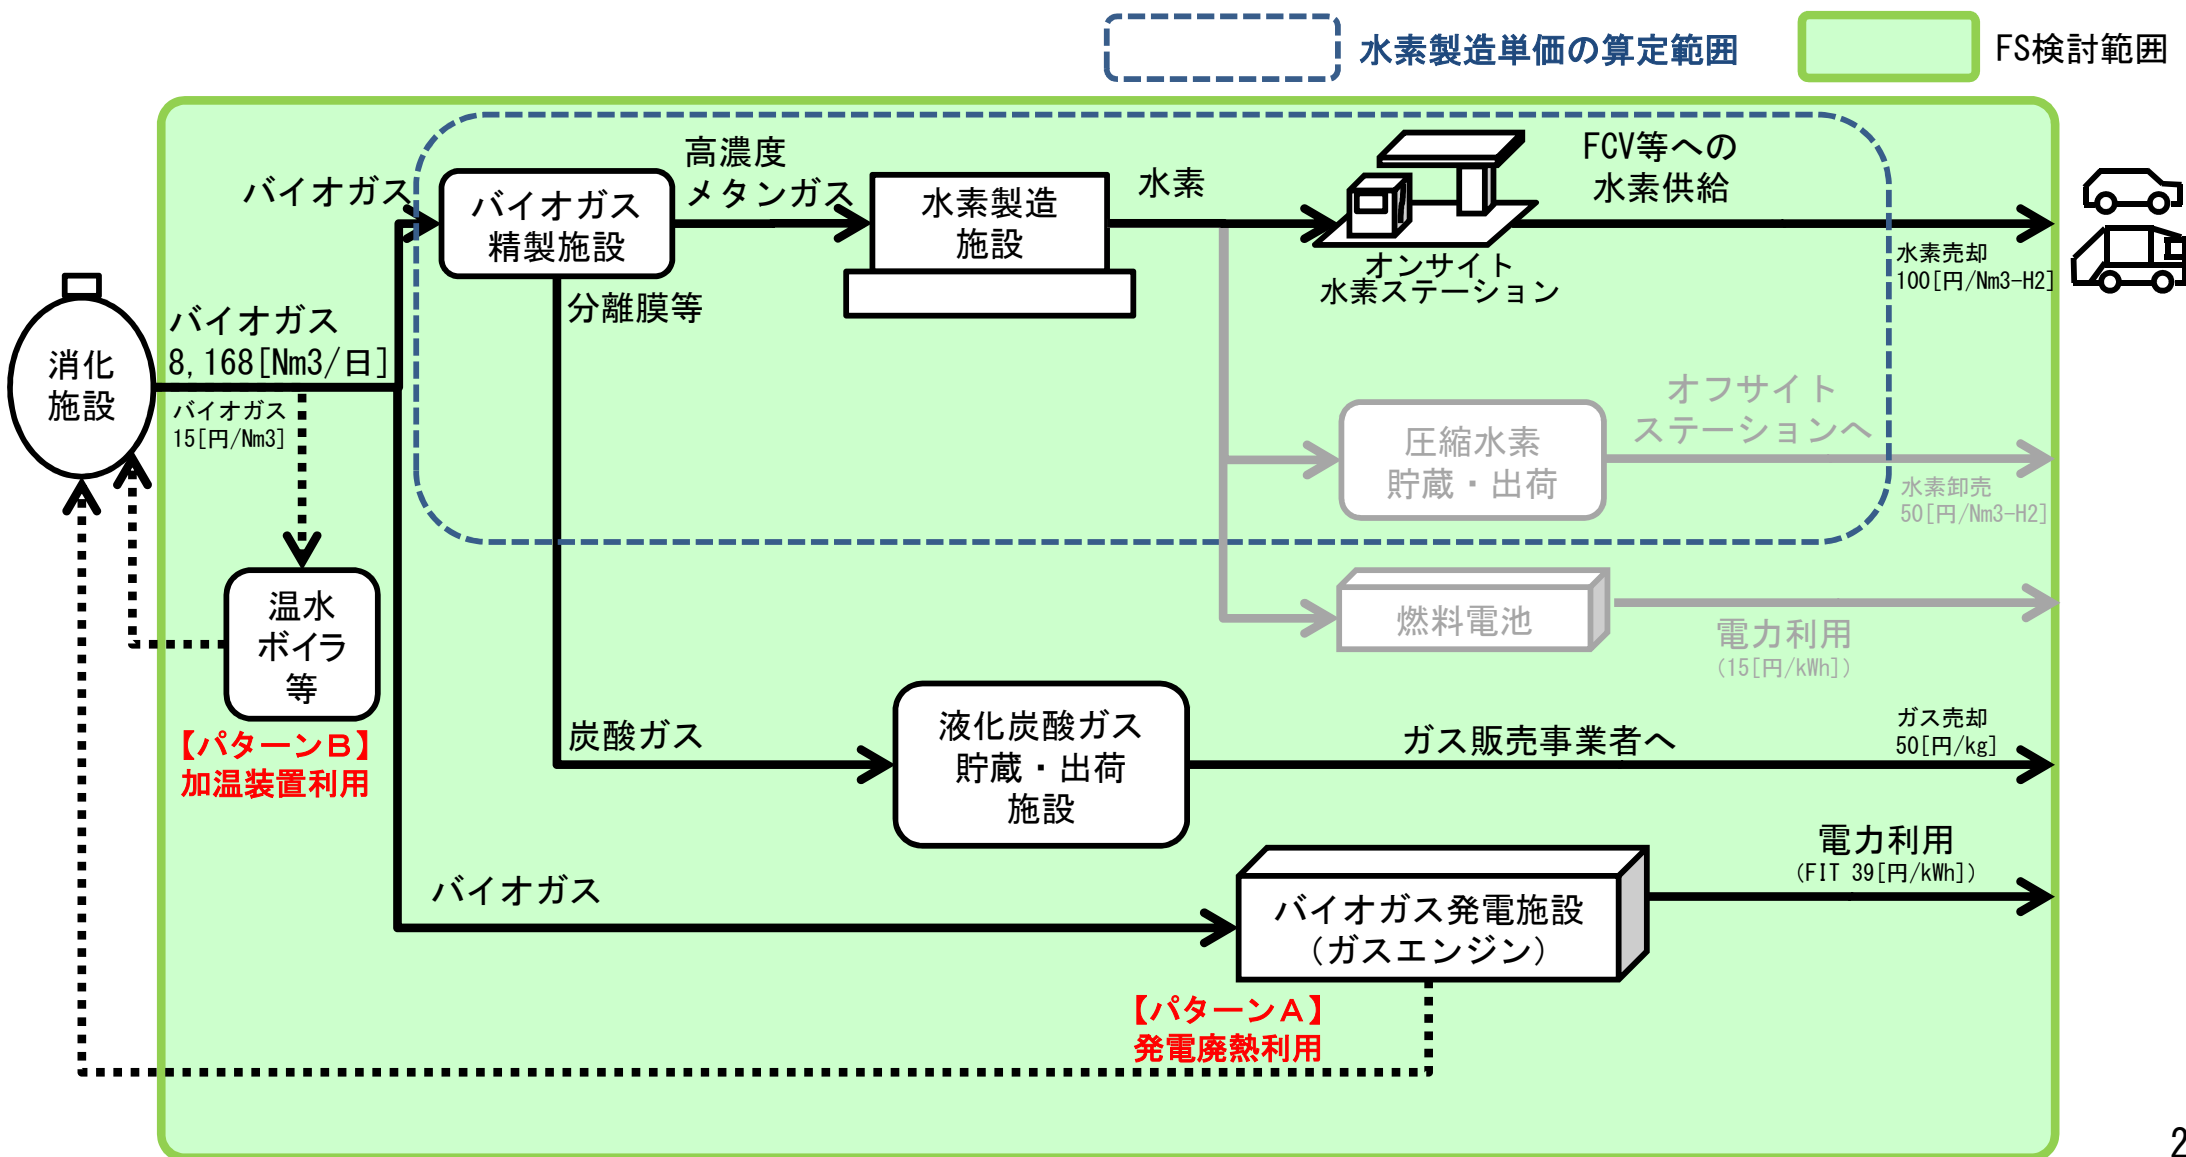 水素製造単価の算定範囲
FS検討範囲
バイオガス
バイオガス
精製施設
高濃度
メタンガス
水素製造
施設
水素
FCV等への
水素供給
オンサイト
水素ステーション
水素売却
100[円/Nm3-H2]
分離膜等
消化
施設
バイオガス
8,168[Nm3/日]
バイオガス
15[円/Nm3]
圧縮水素
貯蔵・出荷
オフサイト
ステーションへ
水素卸売
50[円/Nm3-H2]
温水
ボイラ
等
燃料電池
電力利用
(15[円/kWh])
【パターンB】
加温装置利用
炭酸ガス
液化炭酸ガス
貯蔵・出荷
施設
ガス販売事業者へ
ガス売却
50[円/kg]
バイオガス
バイオガス発電施設
(ガスエンジン)
電力利用
(FIT 39[円/kWh])
【パターンA】
発電廃熱利用
2